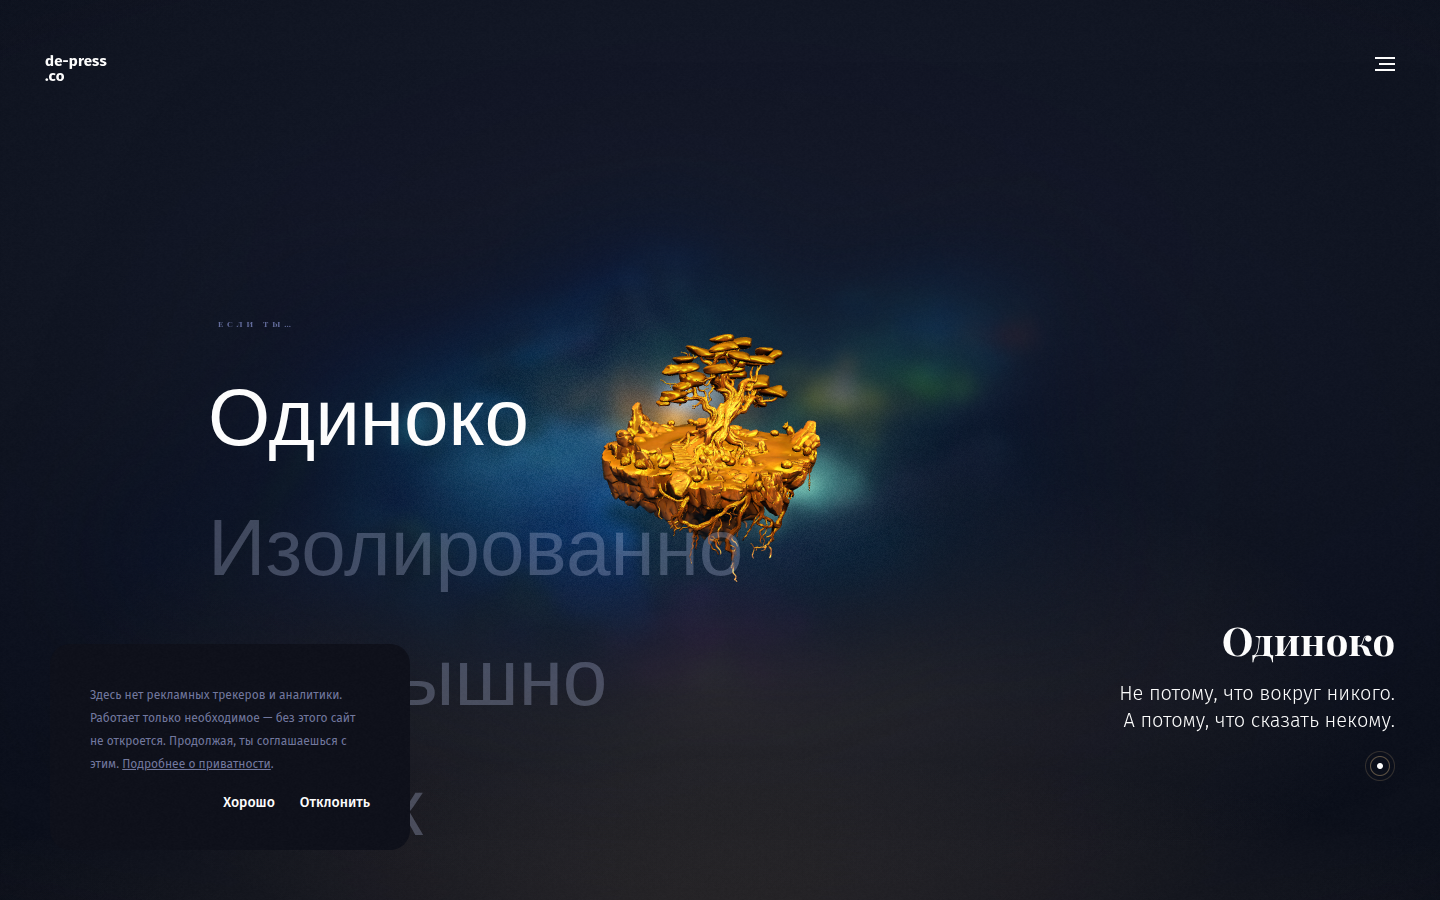 de-press
.co
ЕСЛИ ТЫ...
Одиноко
Изолированно
Одиноко
Не потому, что вокруг никого.
А потому, что сказать некому.
Здесь нет рекламных трекеров и аналитики.
Работает только необходимое — без этого сайт
не откроется. Продолжая, ты соглашаешься с
этим. Подробнее о приватности.
Хорошо Отклонить